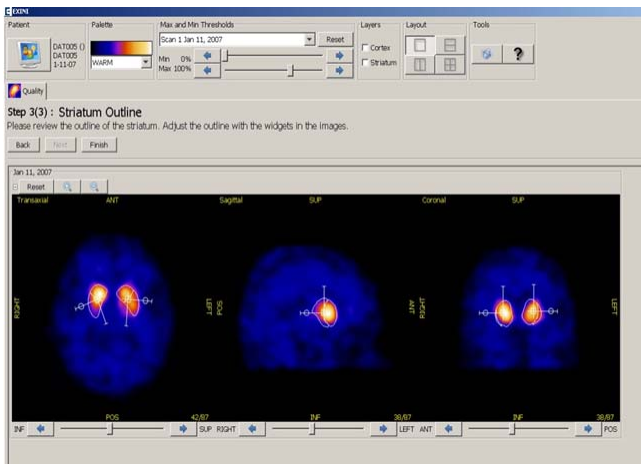 EXINI
Patient
DAT005 ()
DAT005
1-11-07
Palette
WARM
Max and Min Thresholds
Scan 1 Jan 11, 2007
Reset
Min 0%
Max 100%
Layers
Cortex
Striatum
Layout
Tools
?
Quality
Step 3(3) : Striatum Outline
Please review the outline of the striatum. Adjust the outline with the widgets in the images.
Back Next Finish
Jan 11, 2007
Reset
Transaxial ANT Sagittal SUP Coronal SUP
RIGHT LEFT POS ANT RIGHT LEFT
POS 42/87 INF 38/87 INF 38/87
INF SUP RIGHT LEFT ANT POS